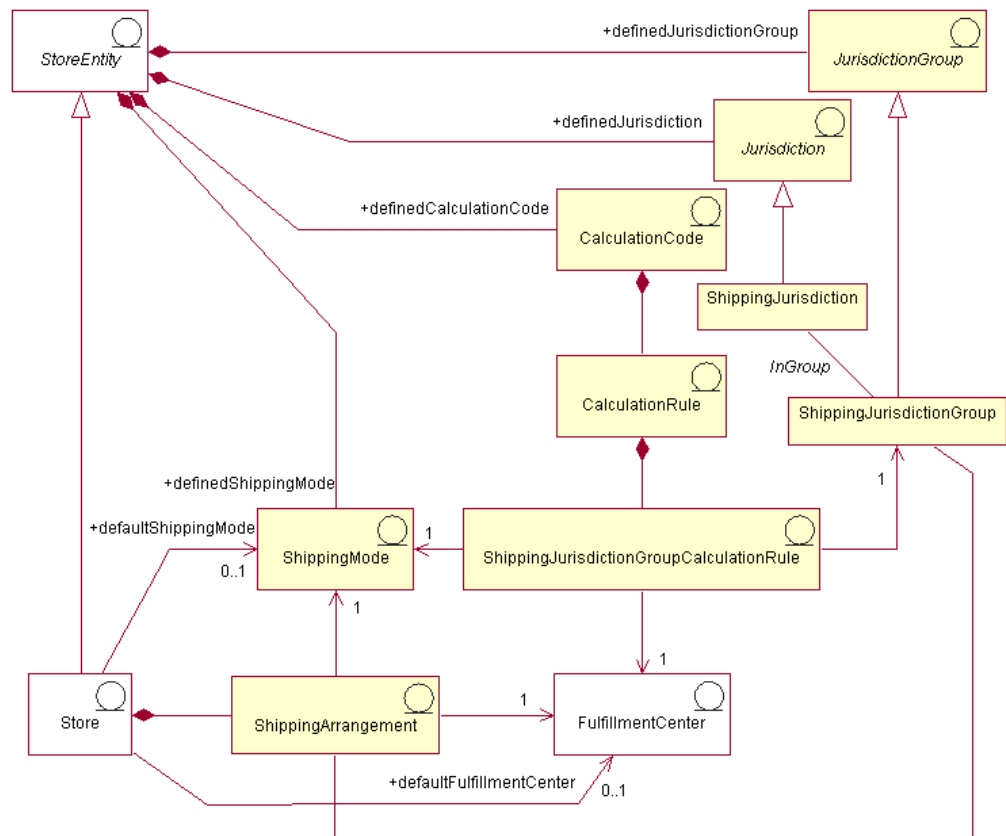 StoreEntity
+definedJurisdictionGroup
JurisdictionGroup
+definedJurisdiction
Jurisdiction
+definedCalculationCode
CalculationCode
ShippingJurisdiction
InGroup
CalculationRule
ShippingJurisdictionGroup
1
+definedShippingMode
+defaultShippingMode
0..1
ShippingMode
1
ShippingJurisdictionGroupCalculationRule
1
1
Store
ShippingArrangement
1
FulfillmentCenter
+defaultFulfillmentCenter
0..1